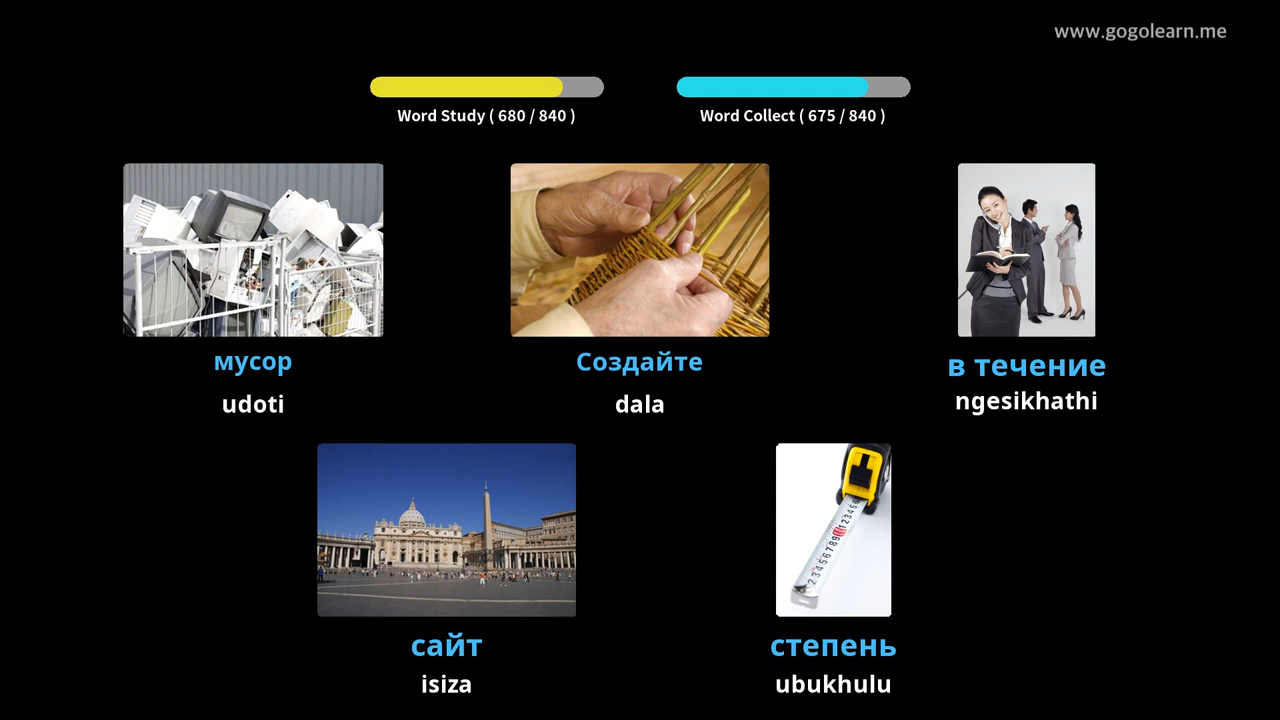 www.gogolearn.me
Word Study ( 680 / 840 )
Word Collect ( 675 / 840 )
мусор
udoti
Создайте
dala
в течение
ngesikhathi
сайт
isiza
степень
ubukhulu